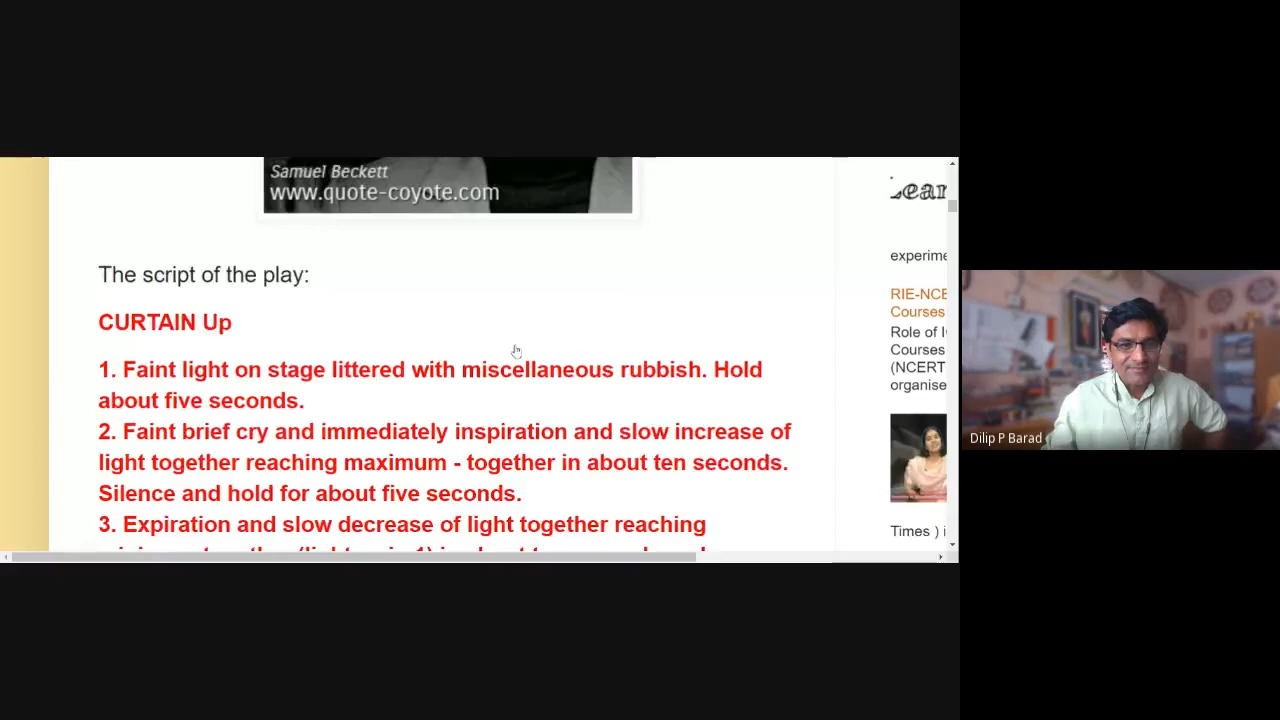 Samuel Beckett
www.quote-coyote.com
The script of the play:
CURTAIN Up
1. Faint light on stage littered with miscellaneous rubbish. Hold
about five seconds.
2. Faint brief cry and immediately inspiration and slow increase of
light together reaching maximum - together in about ten seconds.
Silence and hold for about five seconds.
3. Expiration and slow decrease of light together reaching
experime
RIE-NCE
Courses
Role of I
Courses
(NCERT
organise
Times ) i
Dilip P Barad